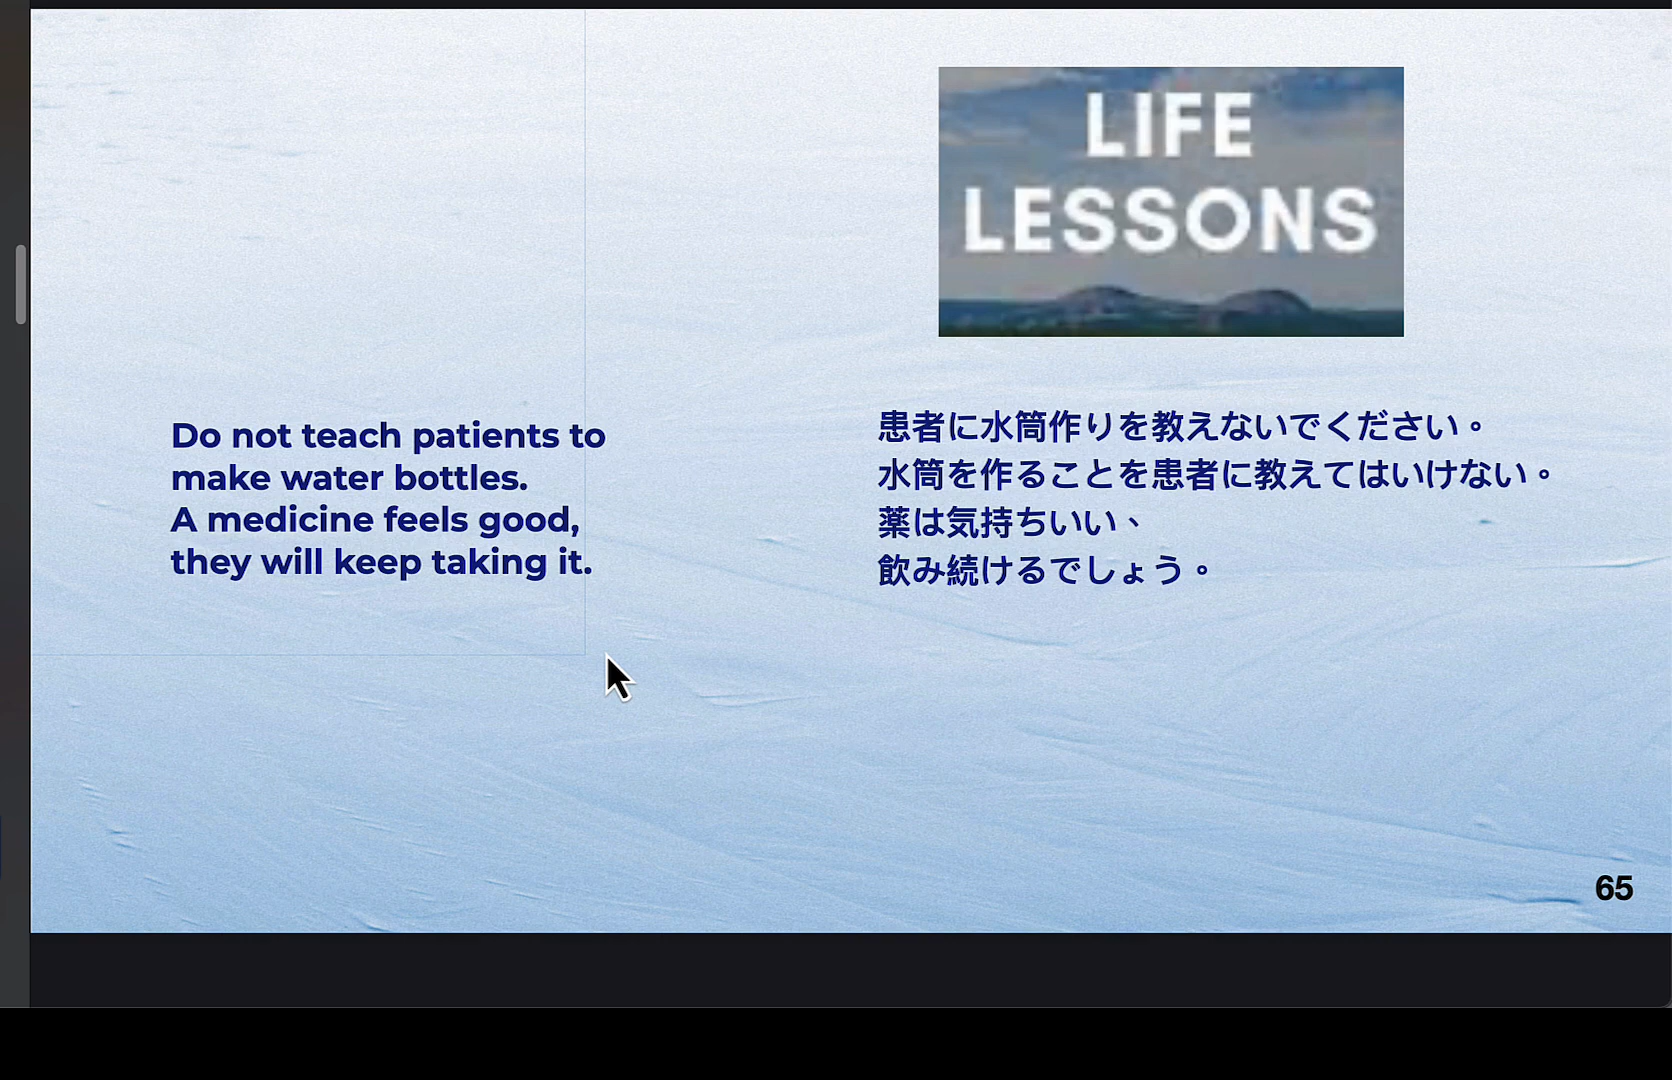 LIFE
LESSONS
Do not teach patients to
make water bottles.
A medicine feels good,
they will keep taking it.
患者に水筒作りを教えないでください。
水筒を作ることを患者に教えてはいけない。
薬は気持ちいい、
飲み続けるでしょう。
65